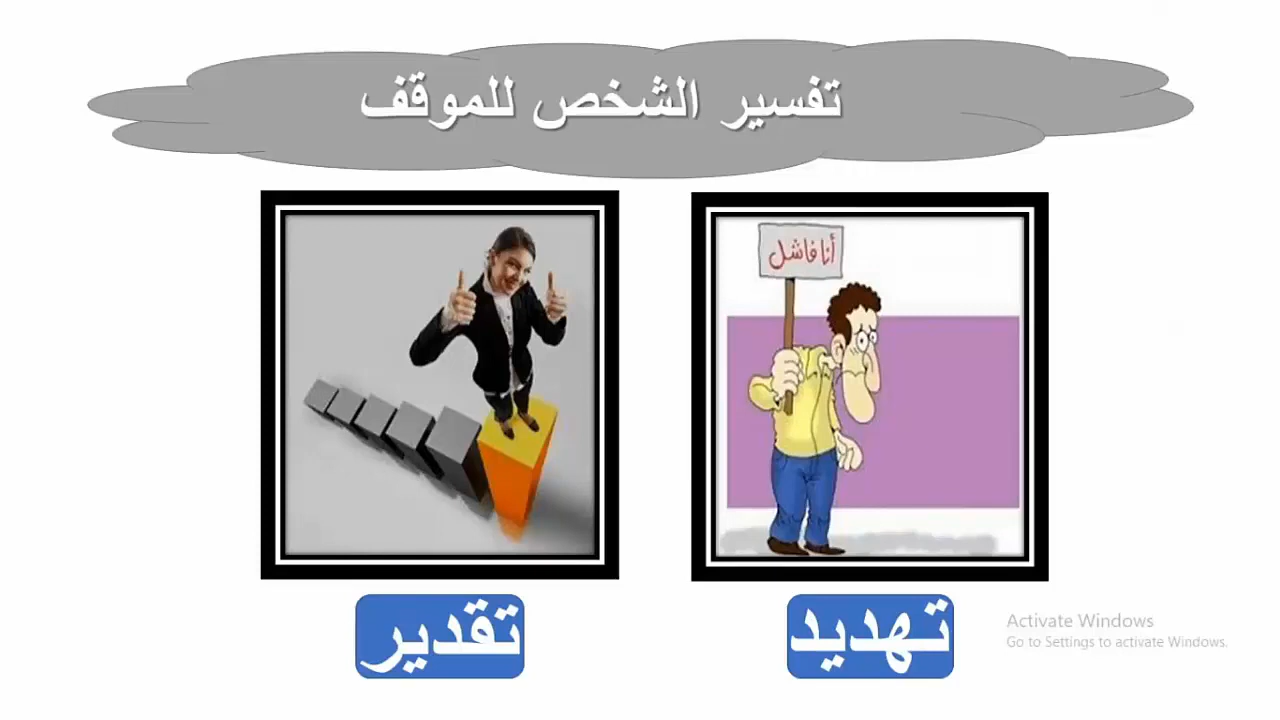 تفسير الشخص للموقف
أنا فاشل
تهديد
تقدير
Activate Windows
Go to Settings to activate Windows.